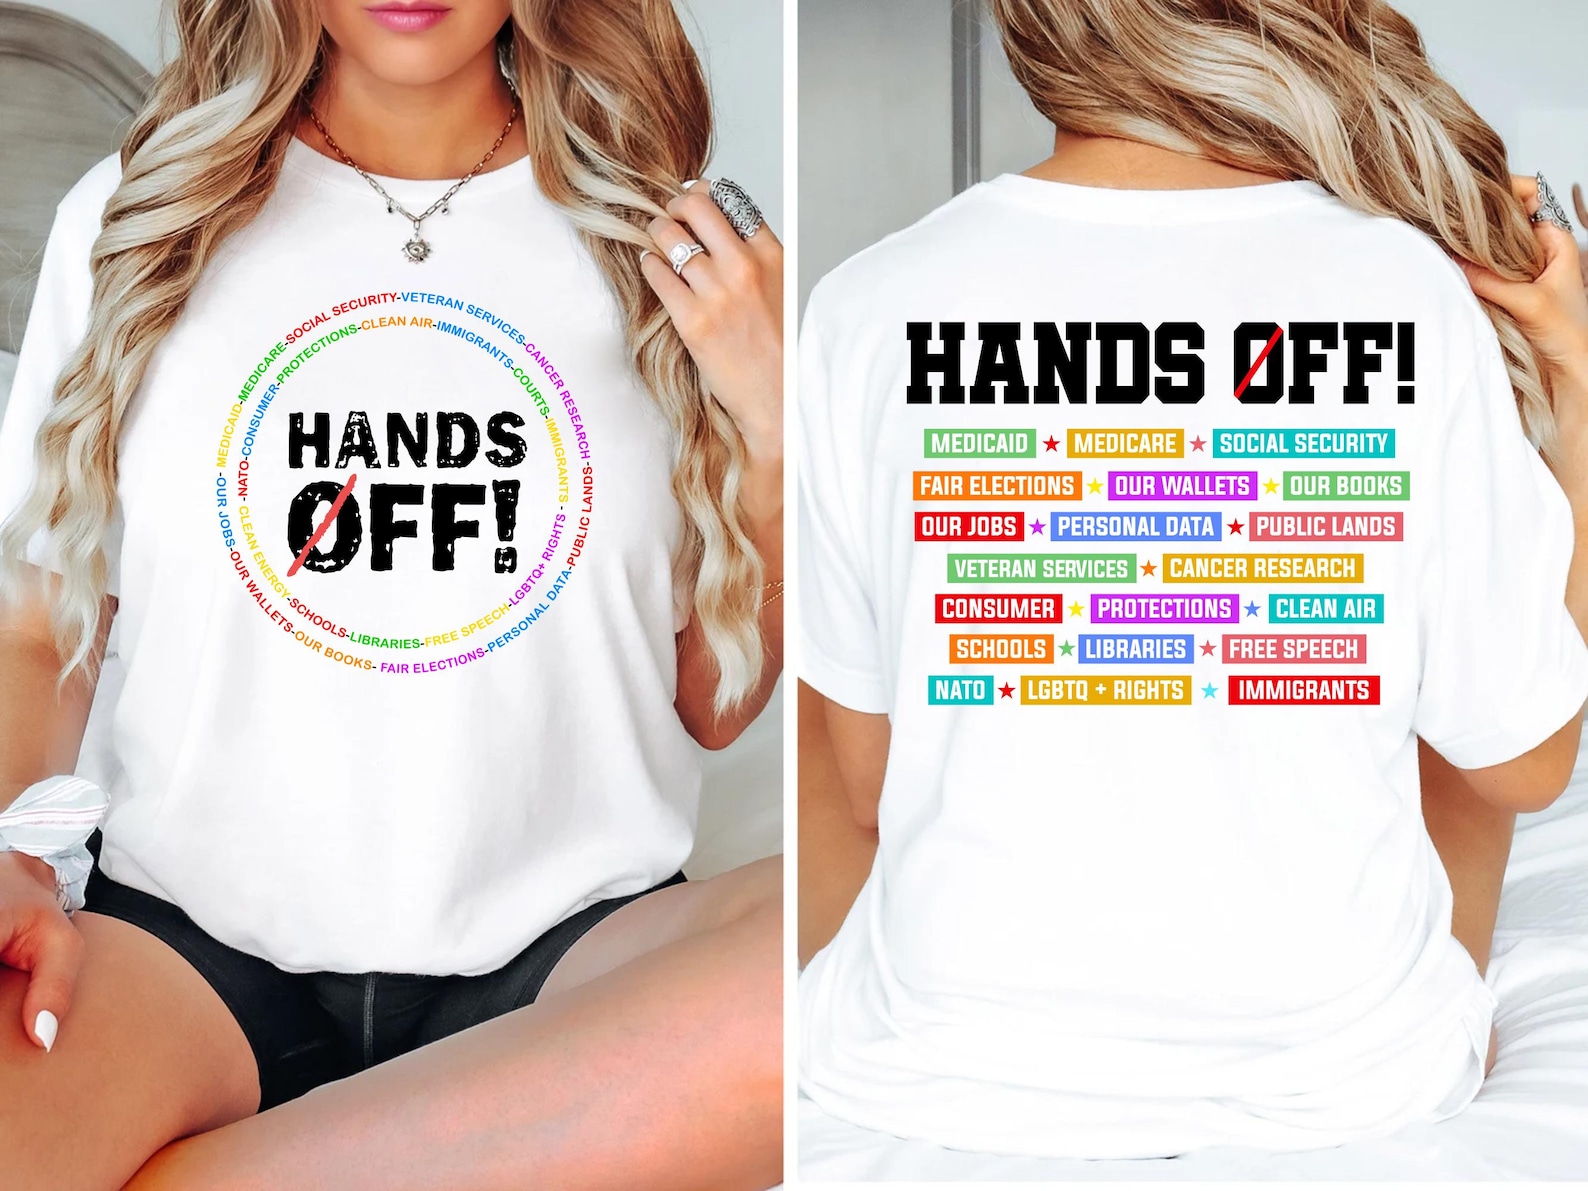 MEDICAID-MEDICARE-SOCIAL SECURITY-VETERAN SERVICES-CANCER RESEARCH-PUBLIC LANDS
PERSONAL DATA-FAIR ELECTIONS-OUR BOOKS-OUR WALLETS-OUR JOBS-
NATO-CONSUMER-PROTECTIONS-CLEAN AIR-IMMIGRANTS-COURTS-IMMIGRANTS - S
LGBTQ+ RIGHTS-FREE SPEECH-LIBRARIES-SCHOOLS-CLEAN ENERGY-
HANDS
OFF!
HANDS OFF!
MEDICAID ★ MEDICARE ★ SOCIAL SECURITY
FAIR ELECTIONS ★ OUR WALLETS ★ OUR BOOKS
OUR JOBS ★ PERSONAL DATA ★ PUBLIC LANDS
VETERAN SERVICES ★ CANCER RESEARCH
CONSUMER ★ PROTECTIONS ★ CLEAN AIR
SCHOOLS ★ LIBRARIES ★ FREE SPEECH
NATO ★ LGBTQ + RIGHTS ★ IMMIGRANTS